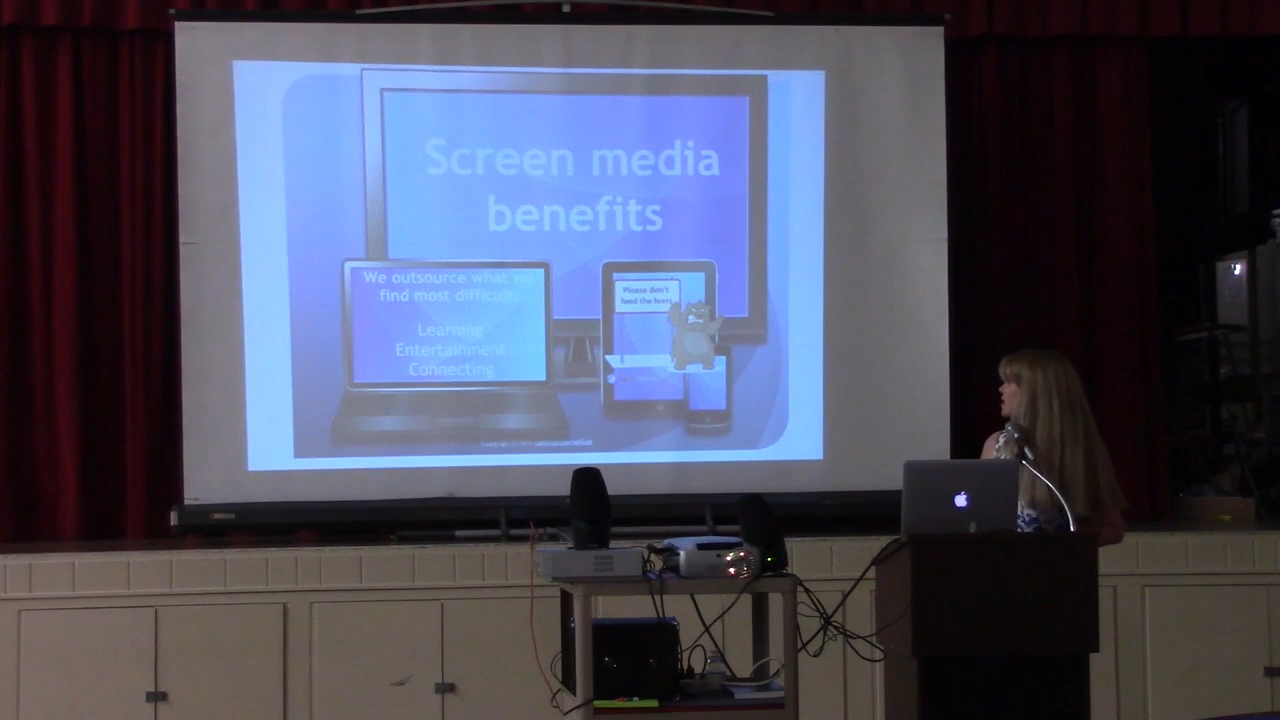 Screen media
benefits
We outsource what we
find most difficult:
Learning
Entertainment
Connecting
Please don't
feed the fears